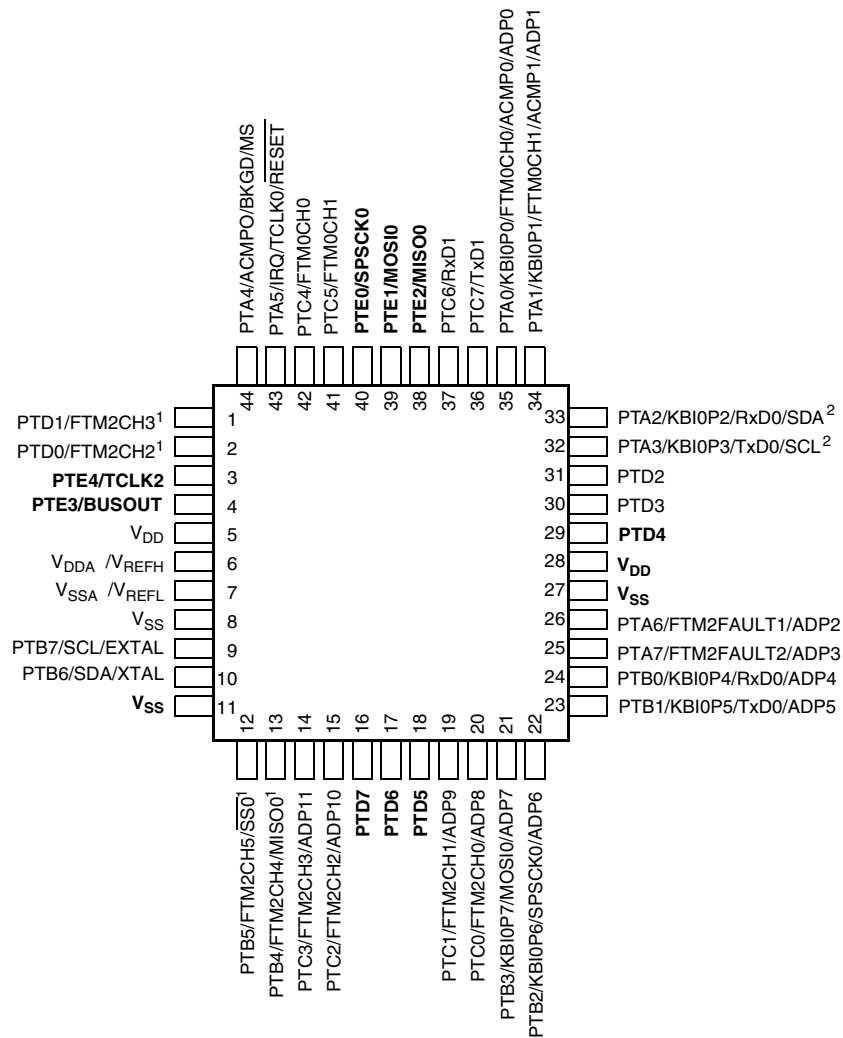 PTA4/ACMPO/BKGD/MS
PTA5/IRQ/TCLK0/RESET
PTC4/FTM0CH0
PTC5/FTM0CH1
PTE0/SPSCK0
PTE1/MOSI0
PTE2/MISO0
PTC6/RxD1
PTC7/TxD1
PTA0/KBI0P0/FTM0CH0/ACMP0/ADP0
PTA1/KBI0P1/FTM0CH1/ACMP1/ADP1
44
43
42
41
40
39
38
37
36
35
34
PTD1/FTM2CH3¹ 1
PTD0/FTM2CH2¹ 2
PTE4/TCLK2 3
PTE3/BUSOUT 4
VDD 5
VDDA /VREFH 6
VSSA /VREFL 7
VSS 8
PTB7/SCL/EXTAL 9
PTB6/SDA/XTAL 10
VSS 11
33 PTA2/KBI0P2/RxD0/SDA²
32 PTA3/KBI0P3/TxD0/SCL²
31 PTD2
30 PTD3
29 PTD4
28 VDD
27 VSS
26 PTA6/FTM2FAULT1/ADP2
25 PTA7/FTM2FAULT2/ADP3
24 PTB0/KBI0P4/RxD0/ADP4
23 PTB1/KBI0P5/TxD0/ADP5
12
13
14
15
16
17
18
19
20
21
22
PTB5/FTM2CH5/SS0¹
PTB4/FTM2CH4/MISO0¹
PTC3/FTM2CH3/ADP11
PTC2/FTM2CH2/ADP10
PTD7
PTD6
PTD5
PTC1/FTM2CH1/ADP9
PTC0/FTM2CH0/ADP8
PTB3/KBI0P7/MOSI0/ADP7
PTB2/KBI0P6/SPSCK0/ADP6